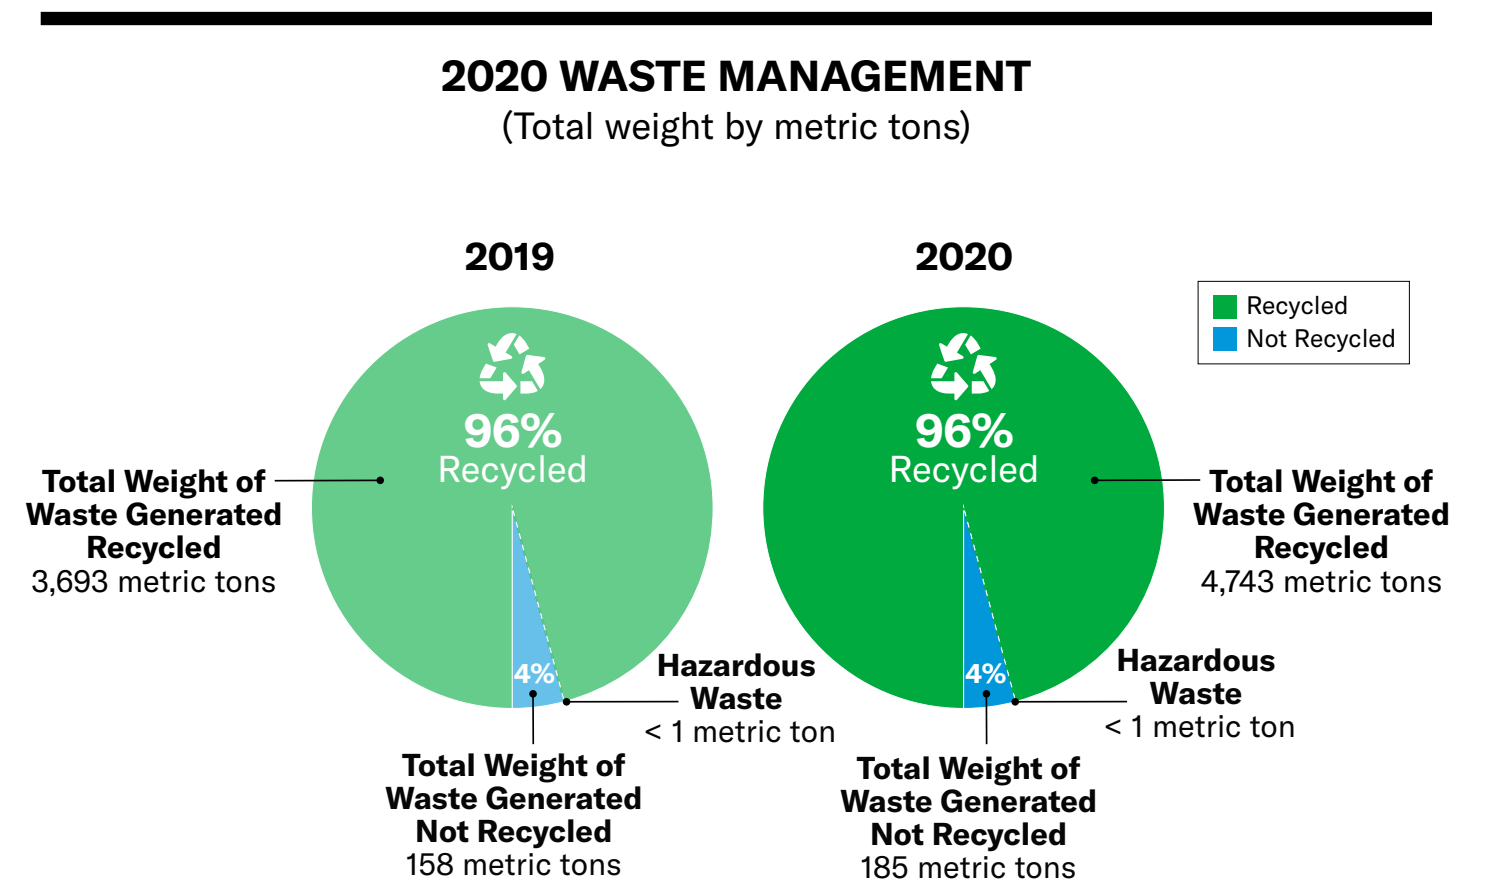 2020 WASTE MANAGEMENT
(Total weight by metric tons)
2019
2020
Recycled
Not Recycled
96%
Recycled
96%
Recycled
Total Weight of
Waste Generated
Recycled
3,693 metric tons
Total Weight of
Waste Generated
Recycled
4,743 metric tons
4%
Hazardous
Waste
< 1 metric ton
4%
Hazardous
Waste
< 1 metric ton
Total Weight of
Waste Generated
Not Recycled
158 metric tons
Total Weight of
Waste Generated
Not Recycled
185 metric tons